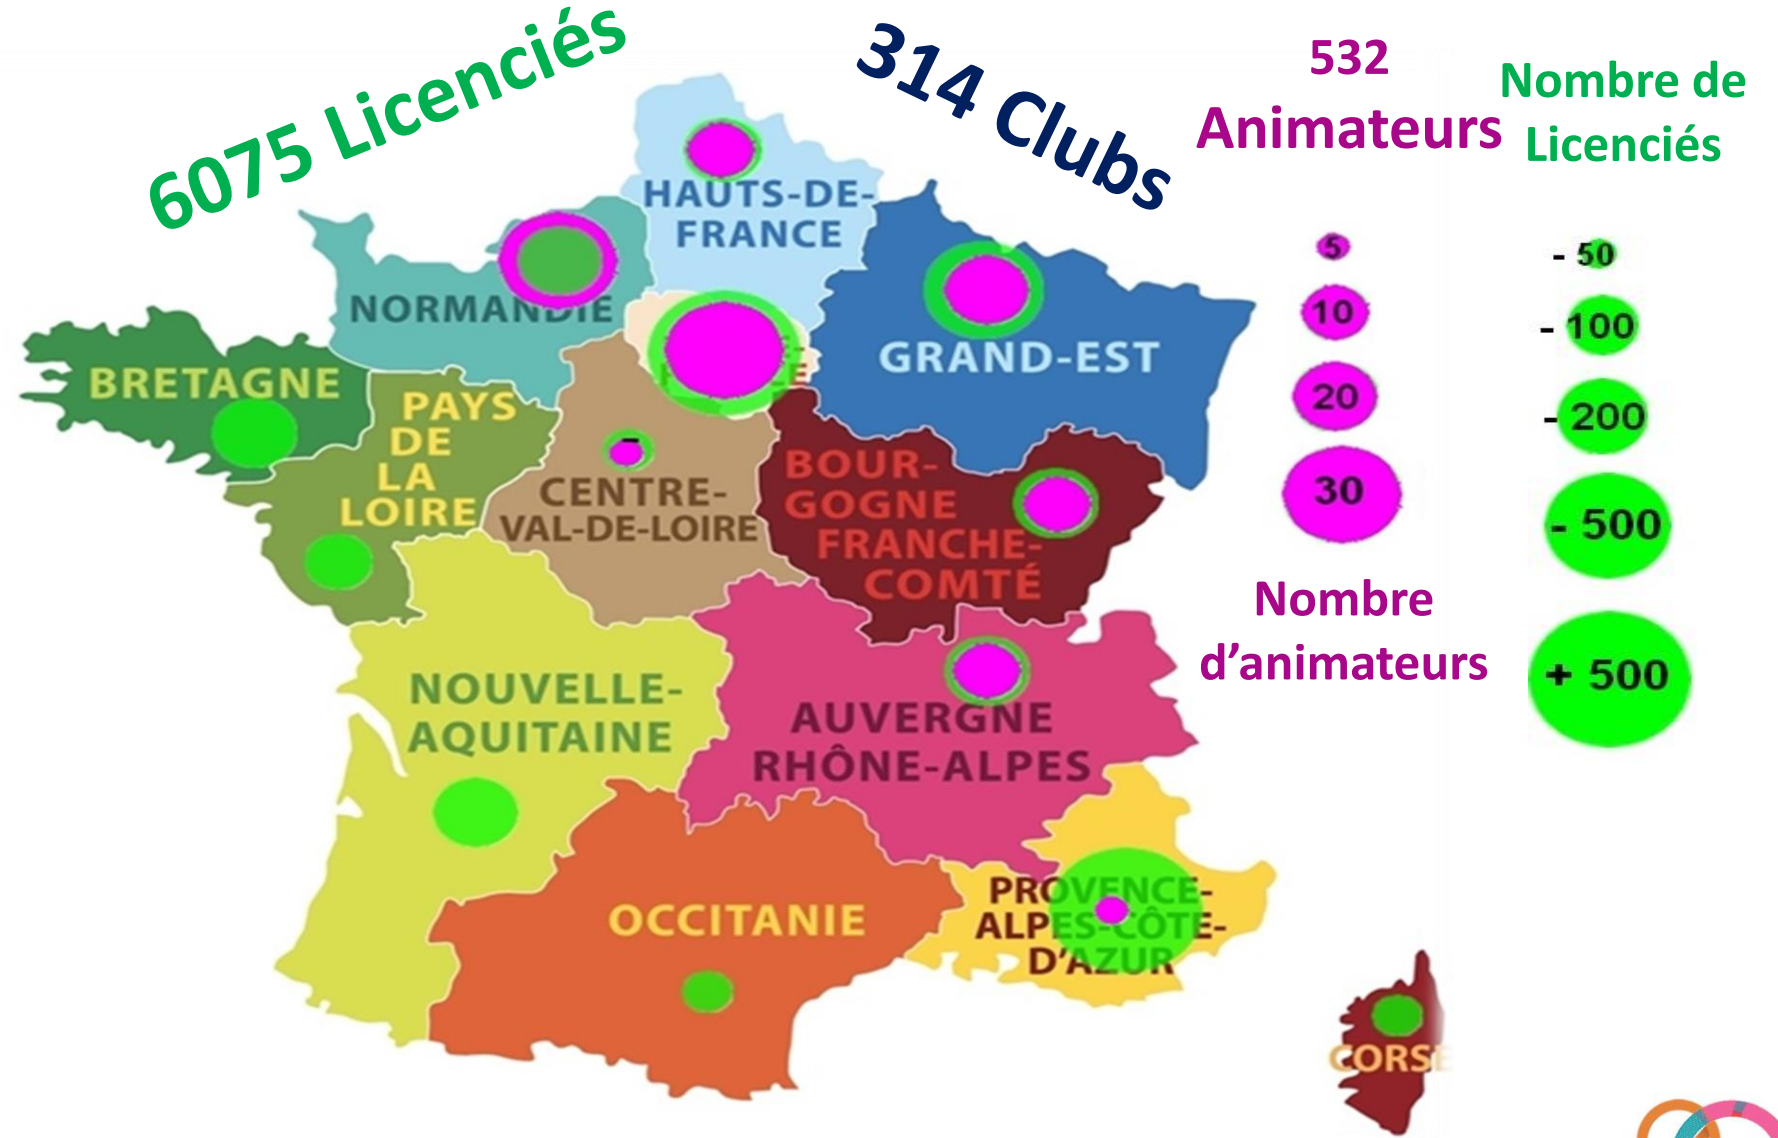 6075 Licenciés
314 Clubs
532
Animateurs
Nombre de
Licenciés
HAUTS-DE-
FRANCE
NORMANDIE
BRETAGNE
PAYS
DE
LA
LOIRE
CENTRE-
VAL-DE-LOIRE
GRAND-EST
BOUR-
GOGNE
FRANCHE-
COMTÉ
NOUVELLE-
AQUITAINE
AUVERGNE
RHÔNE-ALPES
OCCITANIE
PROVENCE-
ALPES-CÔTE-
D'AZUR
CORSE
5
10
20
30
Nombre
d'animateurs
- 50
- 100
- 200
- 500
+ 500